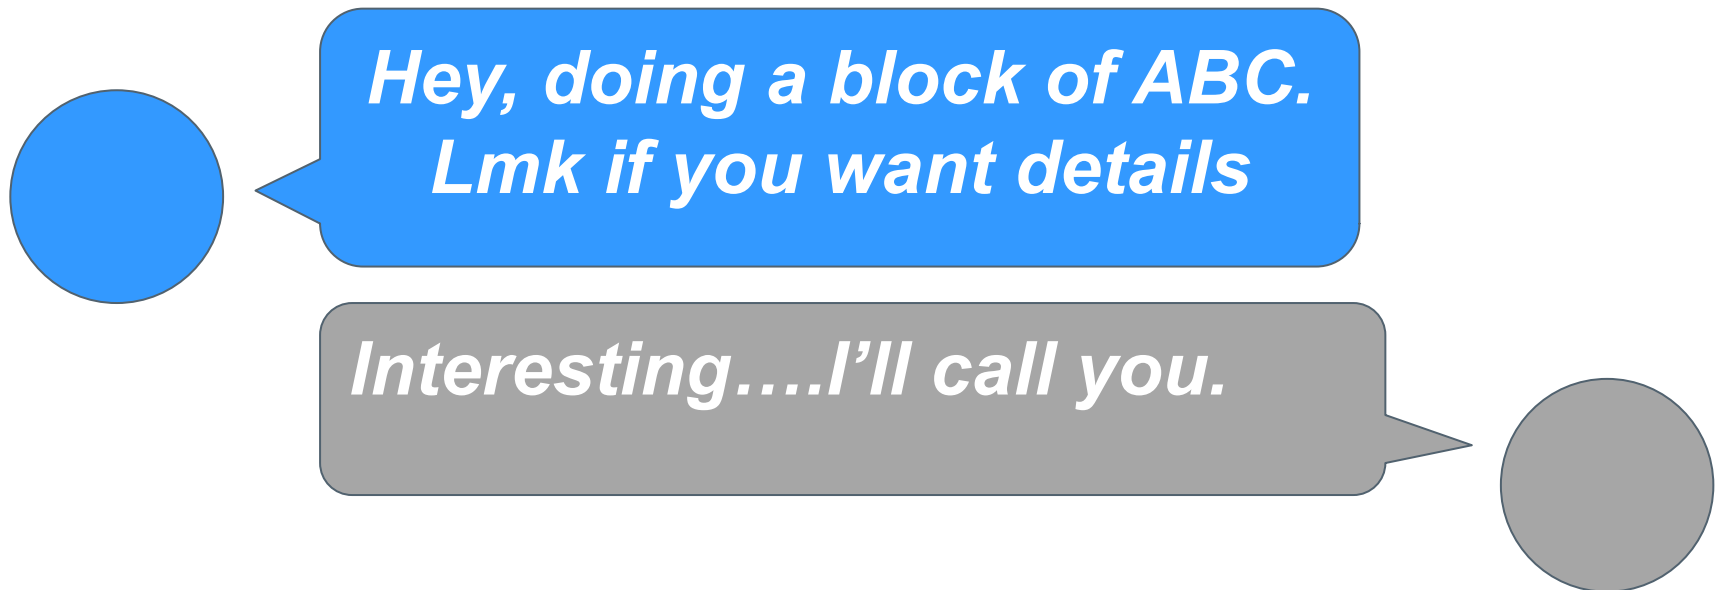 Hey, doing a block of ABC.
Lmk if you want details
Interesting….I’ll call you.